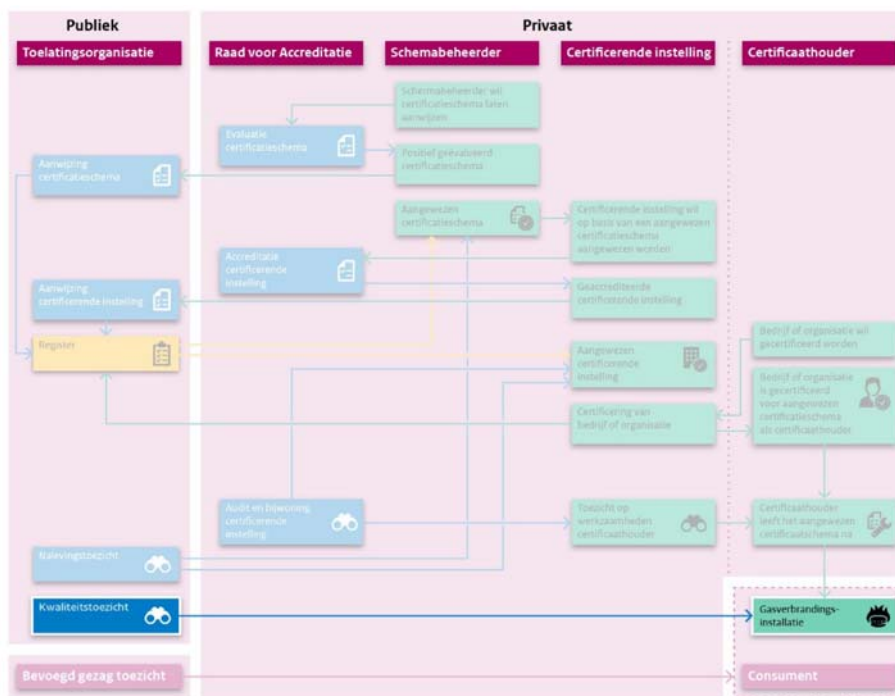 Publiek
Privaat
Toelatingsorganisatie
Raad voor Accreditatie
Schemabeheerder
Certificerende instelling
Certificaathouder
Schemabeheerder wil
certificatieschema laten
aanwijzen
Evaluatie
certificatieschema
Positief geëvalueerd
certificatieschema
Aanwijzing
certificatieschema
Aangewezen
certificatieschema
Certificerende instelling wil
op basis van een aangewezen
certificatieschema
aangewezen worden
Accreditatie
certificerende
instelling
Geaccrediteerde
certificerende instelling
Aanwijzing
certificerende instelling
Register
Aangewezen
certificerende
instelling
Bedrijf of organisatie wil
gecertificeerd worden
Bedrijf of organisatie
is gecertificeerd
voor aangewezen
certificatieschema
als certificaathouder
Certificering van
bedrijf of organisatie
Audit en bijwoning
certificerende
instelling
Toezicht op
werkzaamheden
certificaathouder
Certificaathouder
leeft het aangewezen
certificaatschema na
Nalevingstoezicht
Kwaliteitstoezicht
Gasverbrandings-
installatie
Bevoegd gezag toezicht
Consument